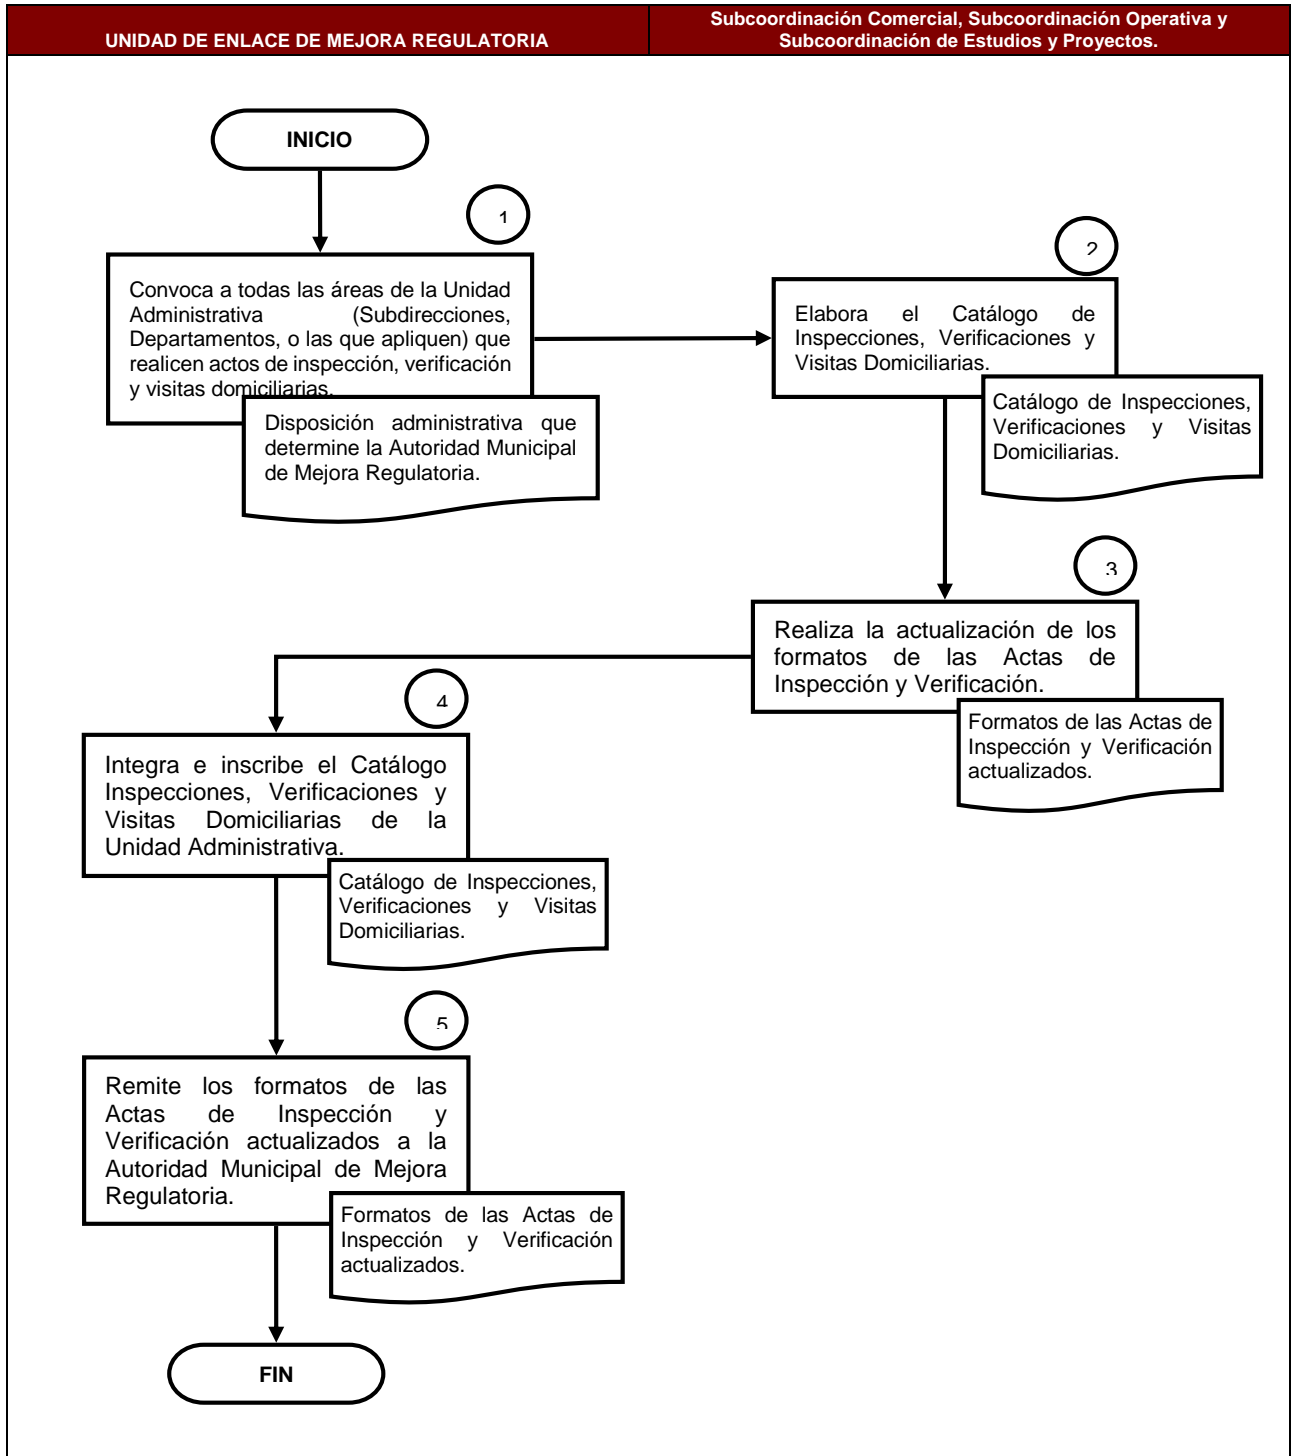 UNIDAD DE ENLACE DE MEJORA REGULATORIA
Subcoordinación Comercial, Subcoordinación Operativa y
Subcoordinación de Estudios y Proyectos.
INICIO
1
Convoca a todas las áreas de la Unidad
Administrativa (Subdirecciones,
Departamentos, o las que apliquen) que
realicen actos de inspección, verificación
y visitas domiciliarias.
Disposición administrativa que
determine la Autoridad Municipal
de Mejora Regulatoria.
2
Elabora el Catálogo de
Inspecciones, Verificaciones y
Visitas Domiciliarias.
Catálogo de Inspecciones,
Verificaciones y Visitas
Domiciliarias.
3
Realiza la actualización de los
formatos de las Actas de
Inspección y Verificación.
Formatos de las Actas de
Inspección y Verificación
actualizados.
4
Integra e inscribe el Catálogo
Inspecciones, Verificaciones y
Visitas Domiciliarias de la
Unidad Administrativa.
Catálogo de Inspecciones,
Verificaciones y Visitas
Domiciliarias.
5
Remite los formatos de las
Actas de Inspección y
Verificación actualizados a la
Autoridad Municipal de Mejora
Regulatoria.
Formatos de las Actas de
Inspección y Verificación
actualizados.
FIN